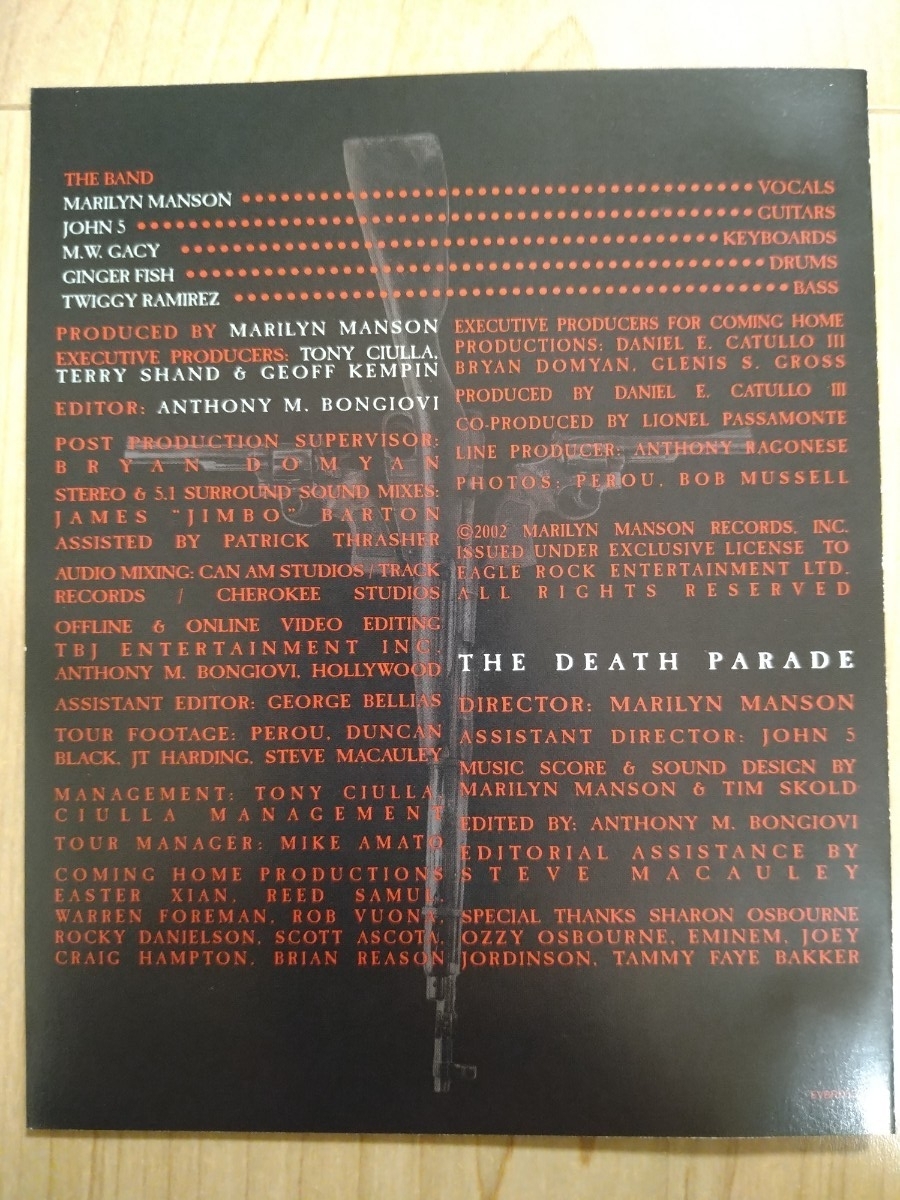 THE BAND
MARILYN MANSON VOCALS
JOHN 5 GUITARS
M.W. GACY KEYBOARDS
GINGER FISH DRUMS
TWIGGY RAMIREZ BASS
PRODUCED BY MARILYN MANSON
EXECUTIVE PRODUCERS: TONY CIULLA,
TERRY SHAND & GEOFF KEMPIN
EDITOR: ANTHONY M. BONGIOVI
POST PRODUCTION SUPERVISOR:
BRYAN DOMYAN
STEREO & 5.1 SURROUND SOUND MIXES:
JAMES "JIMBO" BARTON
ASSISTED BY PATRICK THRASHER
AUDIO MIXING: CAN AM STUDIOS / TRACK
RECORDS / CHEROKEE STUDIOS
OFFLINE & ONLINE VIDEO EDITING
TBJ ENTERTAINMENT INC.
ANTHONY M. BONGIOVI, HOLLYWOOD
ASSISTANT EDITOR: GEORGE BELLIAS
TOUR FOOTAGE: PEROU, DUNCAN
BLACK, JT HARDING, STEVE MACAULEY
MANAGEMENT: TONY CIULLA,
CIULLA MANAGEMENT
TOUR MANAGER: MIKE AMATO
COMING HOME PRODUCTIONS
EASTER XIAN, REED
WARREN FOREMAN, ROB
ROCKY DANIELSON, SCOTT ASCOTA,
CRAIG HAMPTON, BRIAN REASON
EXECUTIVE PRODUCERS FOR COMING HOME
PRODUCTIONS: DANIEL E. CATULLO III
BRYAN DOMYAN, GLENIS S. GROSS
PRODUCED BY DANIEL E. CATULLO III
CO-PRODUCED BY LIONEL PASSAMONTE
LINE PRODUCER: ANTHONY RAGONESE
PHOTOS: PEROU, BOB MUSSELL
©2002 MARILYN MANSON RECORDS, INC.
ISSUED UNDER EXCLUSIVE LICENSE TO
EAGLE ROCK ENTERTAINMENT LTD.
ALL RIGHTS RESERVED
THE DEATH PARADE
DIRECTOR: MARILYN MANSON
ASSISTANT DIRECTOR: JOHN 5
MUSIC SCORE & SOUND DESIGN BY
MARILYN MANSON & TIM SKOLD
EDITED BY: ANTHONY M. BONGIOVI
EDITORIAL ASSISTANCE BY
STEVE MACAULEY
SPECIAL THANKS SHARON OSBOURNE
OZZY OSBOURNE, EMINEM, JOEY
JORDINSON, TAMMY FAYE BAKKER